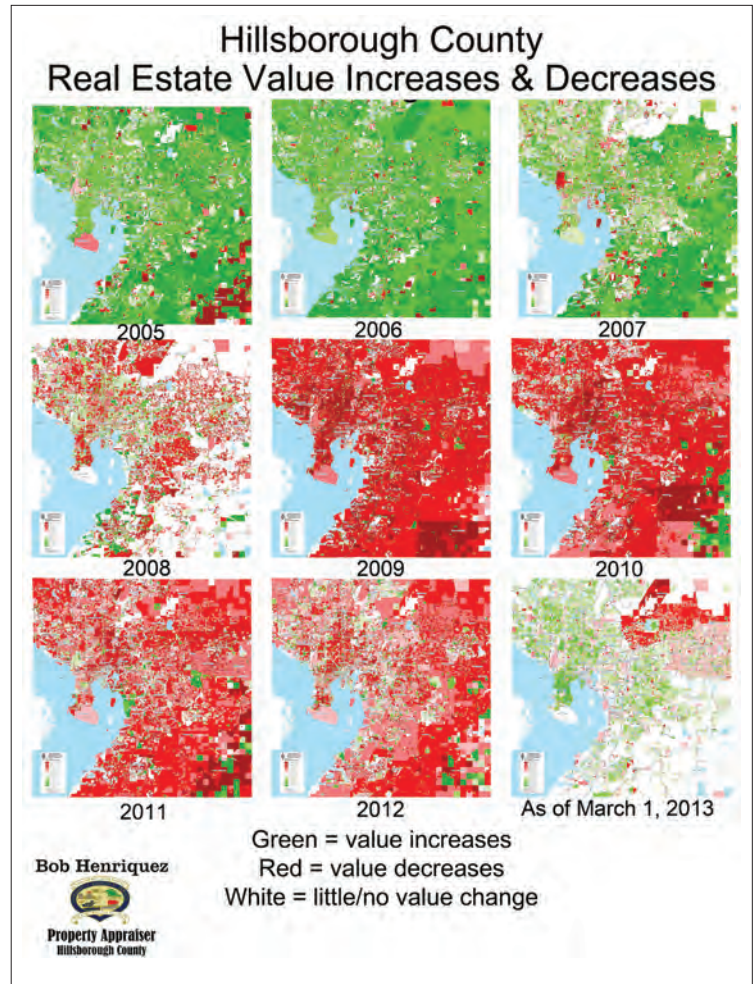 Hillsborough County
Real Estate Value Increases & Decreases
2005
2006
2007
2008
2009
2010
2011
2012
As of March 1, 2013
Green = value increases
Red = value decreases
White = little/no value change
Bob Henriquez
Property Appraiser
Hillsborough County